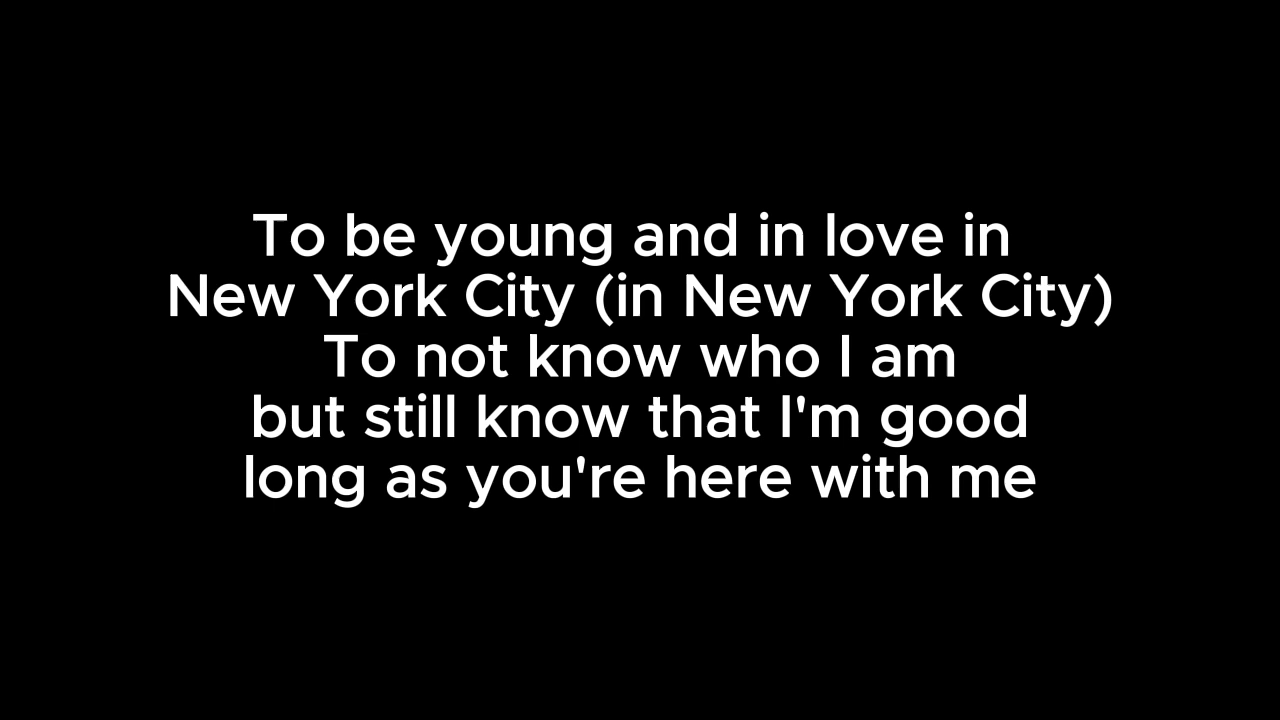 To be young and in love in
New York City (in New York City)
To not know who I am
but still know that I'm good
long as you're here with me